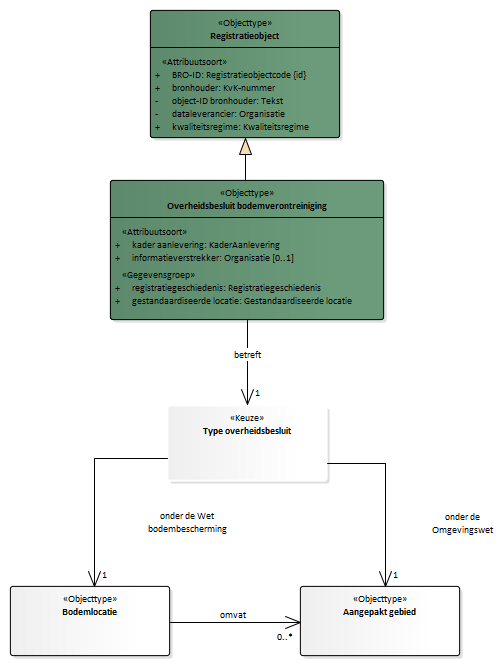 «Objecttype»
Registratieobject
«Attribuutsoort»
+ BRO-ID: Registratieobjectcode {id}
+ bronhouder: KvK-nummer
- object-ID bronhouder: Tekst
- dataleverancier: Organisatie
+ kwaliteitsregime: Kwaliteitsregime
«Objecttype»
Overheidsbesluit bodemverontreiniging
«Attribuutsoort»
+ kader aanlevering: KaderAanlevering
+ informatieverstrekker: Organisatie [0..1]
«Gegevensgroep»
+ registratiegeschiedenis: Registratiegeschiedenis
+ gestandaardiseerde locatie: Gestandaardiseerde locatie
betreft
1
«Keuze»
Type overheidsbesluit
onder de Wet
bodembescherming
onder de
Omgevingswet
1
1
«Objecttype»
Bodemlocatie
omvat
0..*
«Objecttype»
Aangepakt gebied